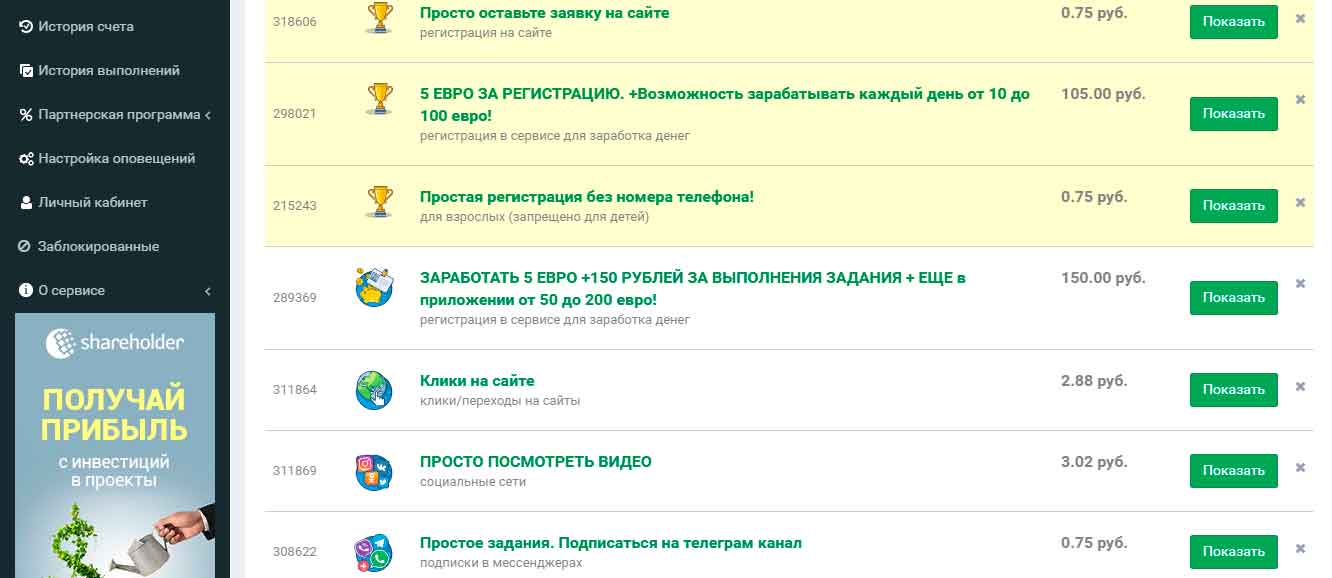 История счета
История выполнений
Партнерская программа
Настройка оповещений
Личный кабинет
Заблокированные
О сервисе
shareholder
ПОЛУЧАЙ
ПРИБЫЛЬ
с инвестиций
в проекты
318606
Просто оставьте заявку на сайте
регистрация на сайте
0.75 руб.
Показать
298021
5 ЕВРО ЗА РЕГИСТРАЦИЮ. +Возможность зарабатывать каждый день от 10 до
100 евро!
регистрация в сервисе для заработка денег
105.00 руб.
Показать
215243
Простая регистрация без номера телефона!
для взрослых (запрещено для детей)
0.75 руб.
Показать
289369
ЗАРАБОТАТЬ 5 ЕВРО +150 РУБЛЕЙ ЗА ВЫПОЛНЕНИЯ ЗАДАНИЯ + ЕЩЕ в
приложении от 50 до 200 евро!
регистрация в сервисе для заработка денег
150.00 руб.
Показать
311864
Клики на сайте
клики/переходы на сайты
2.88 руб.
Показать
311869
ПРОСТО ПОСМОТРЕТЬ ВИДЕО
социальные сети
3.02 руб.
Показать
308622
Простое задания. Подписаться на телеграм канал
подписки в мессенджерах
0.75 руб.
Показать